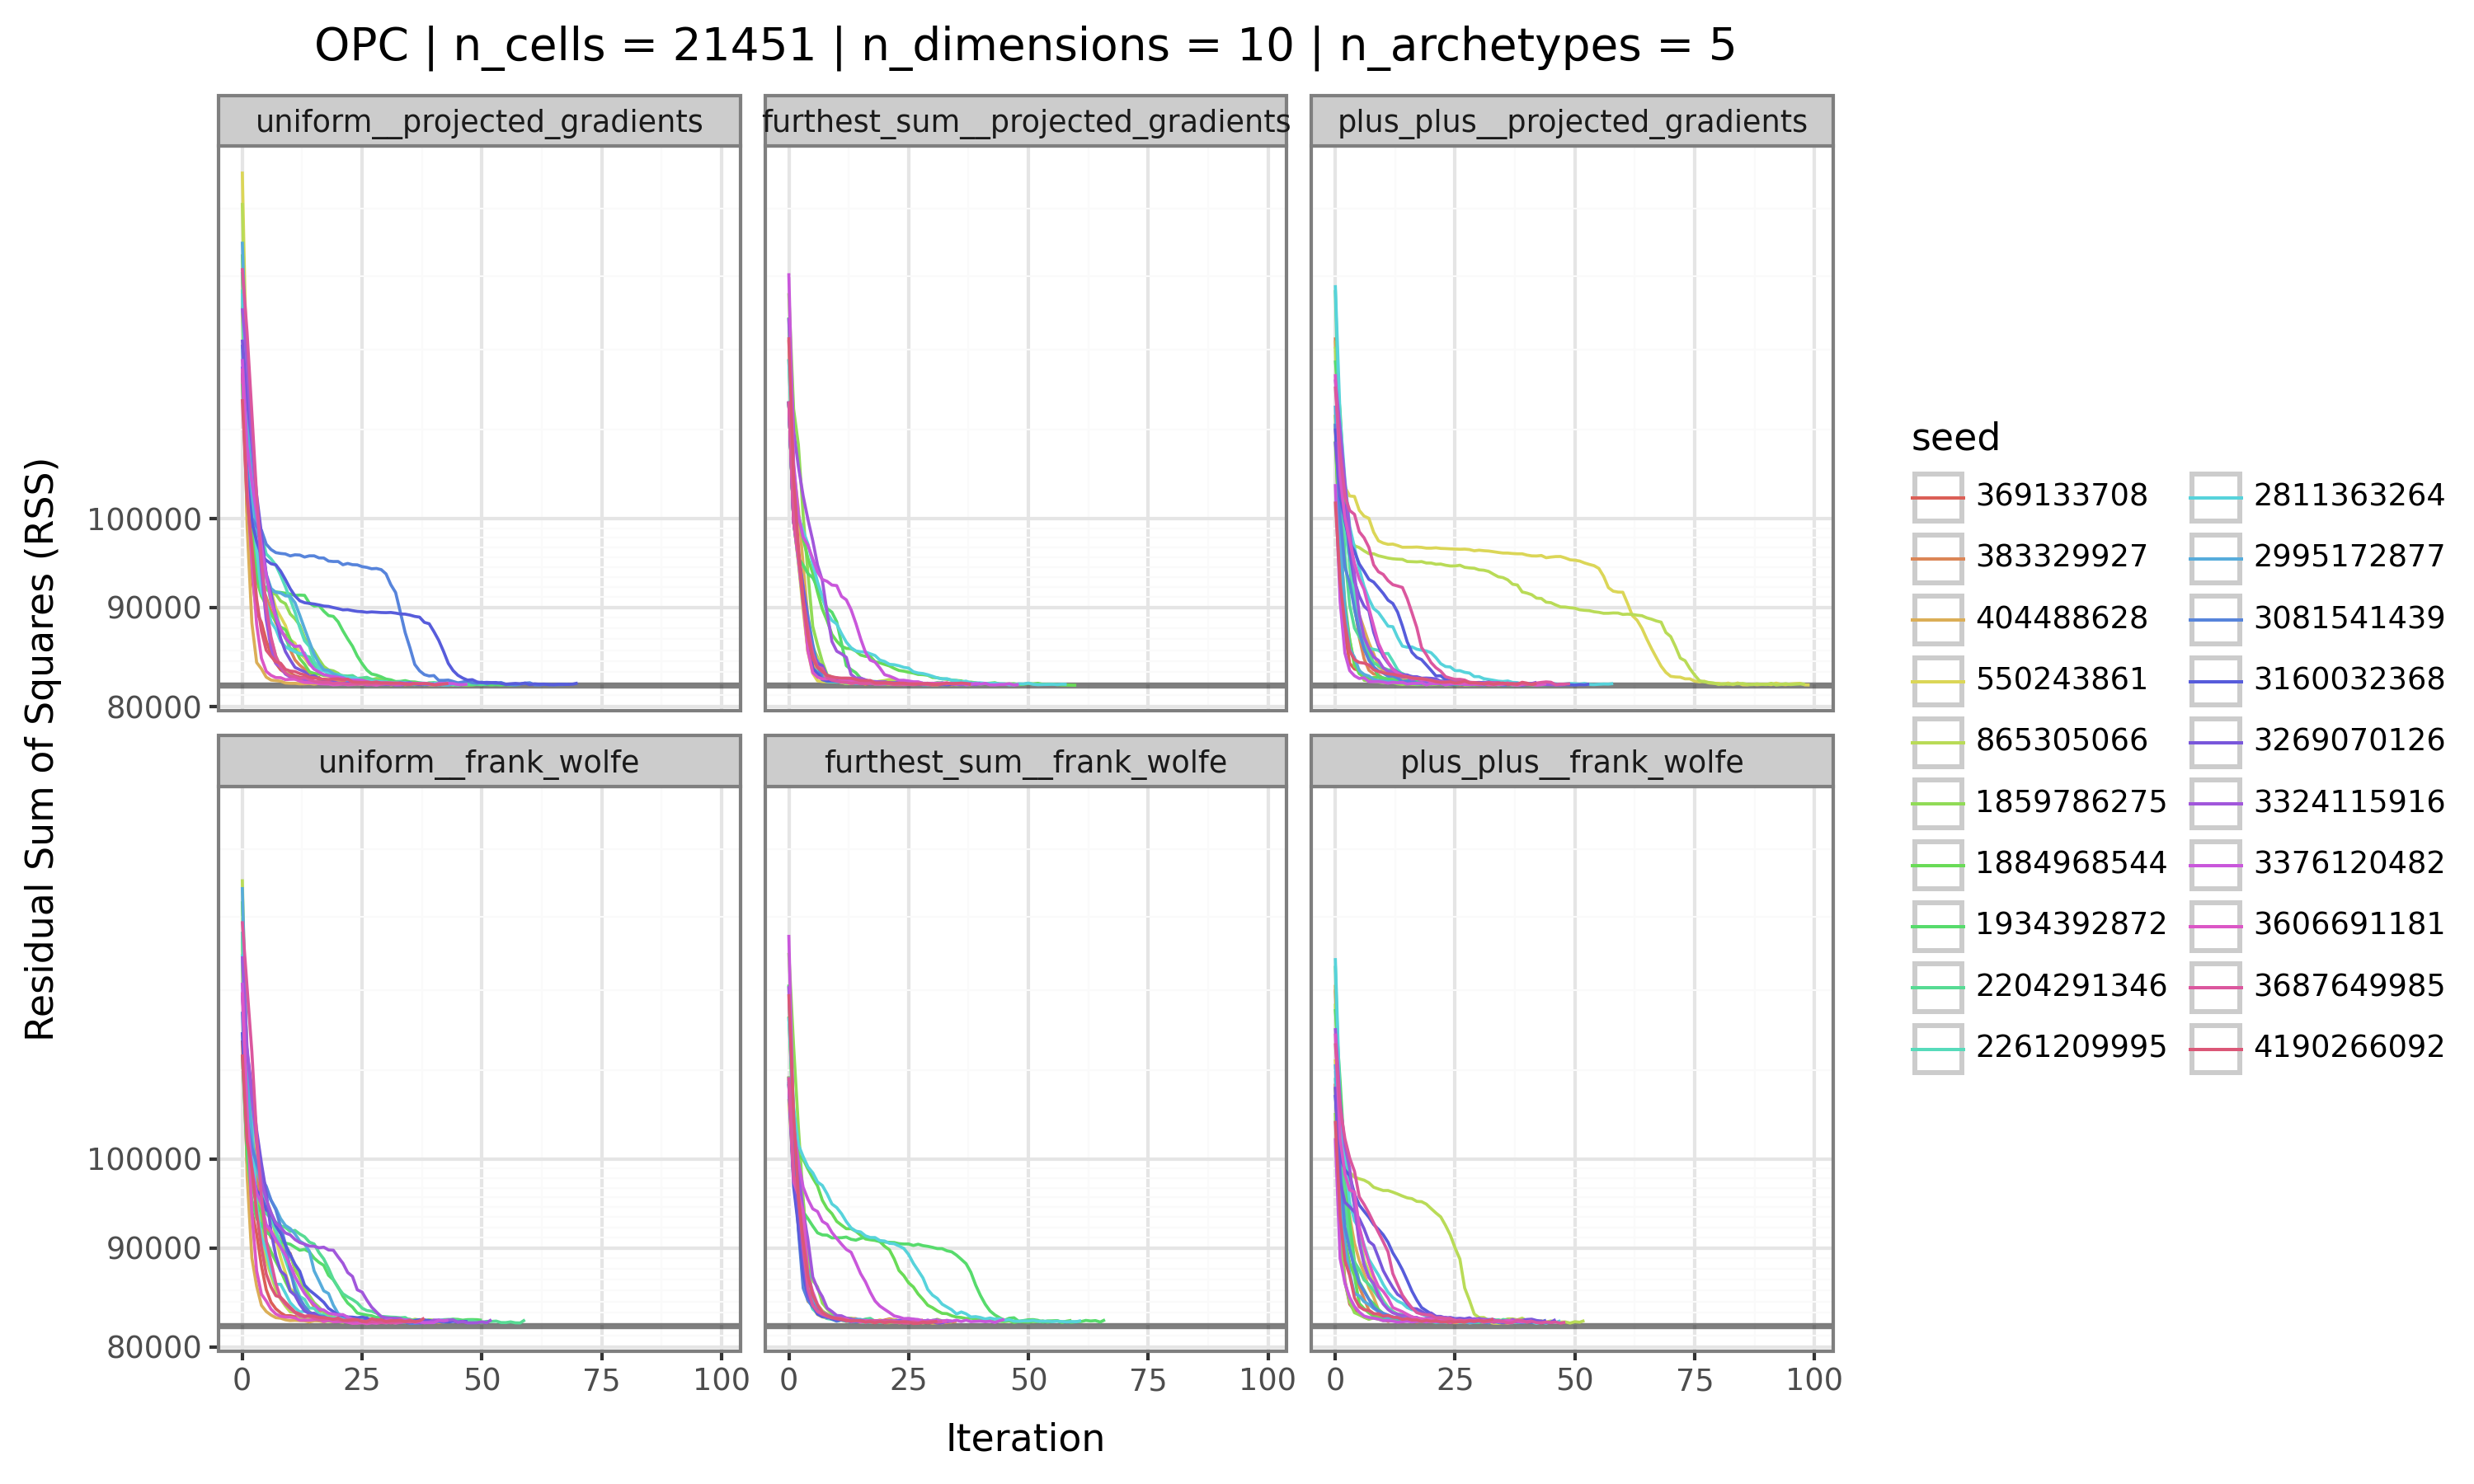 OPC | n_cells = 21451 | n_dimensions = 10 | n_archetypes = 5
uniform__projected_gradients
furthest_sum__projected_gradients
plus_plus__projected_gradients
100000
90000
80000
uniform__frank_wolfe
furthest_sum__frank_wolfe
plus_plus__frank_wolfe
100000
90000
80000
0 25 50 75 100
0 25 50 75 100
0 25 50 75 100
Iteration
Residual Sum of Squares (RSS)
seed
369133708
383329927
404488628
550243861
865305066
1859786275
1884968544
1934392872
2204291346
2261209995
2811363264
2995172877
3081541439
3160032368
3269070126
3324115916
3376120482
3606691181
3687649985
4190266092